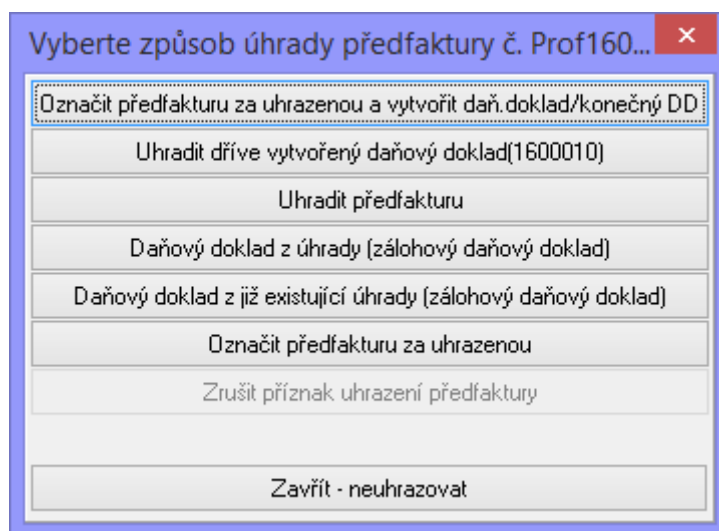 Vyberte způsob úhrady předfaktury č. Prof160...
Označit předfakturu za uhrazenou a vytvořit daň.doklad/konečný DD
Uhradit dříve vytvořený daňový doklad(1600010)
Uhradit předfakturu
Daňový doklad z úhrady (zálohový daňový doklad)
Daňový doklad z již existující úhrady (zálohový daňový doklad)
Označit předfakturu za uhrazenou
Zrušit příznak uhrazení předfaktury
Zavřít - neuhrazovat